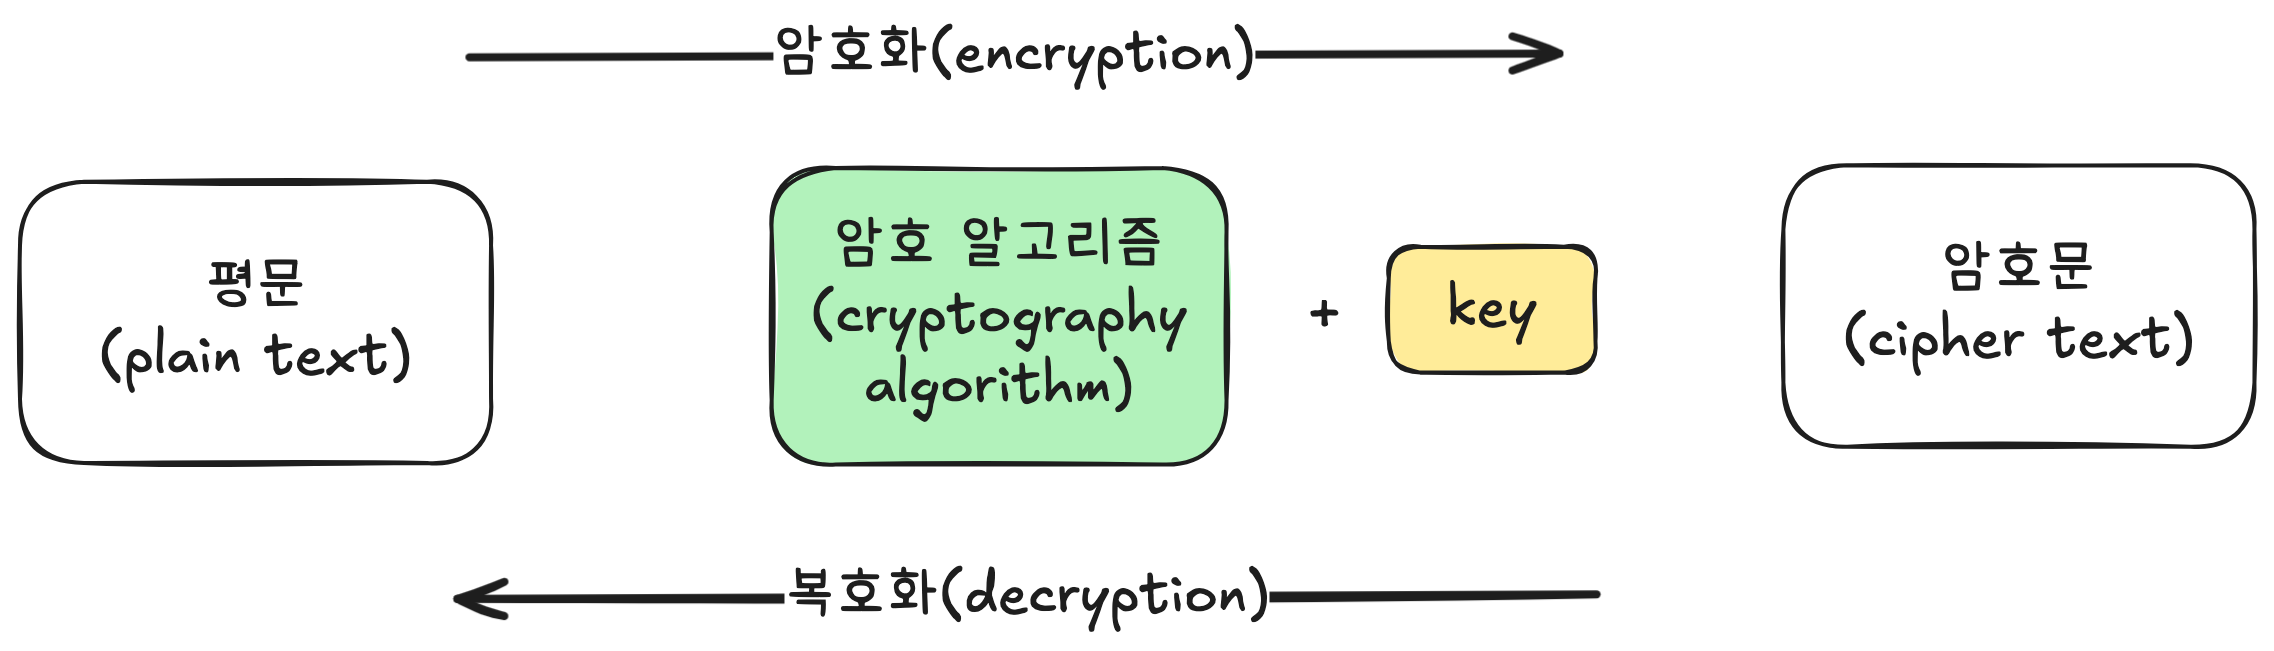 암호화(encryption)
평문
(plain text)
암호 알고리즘
(cryptography
algorithm)
+
key
암호문
(cipher text)
복호화(decryption)